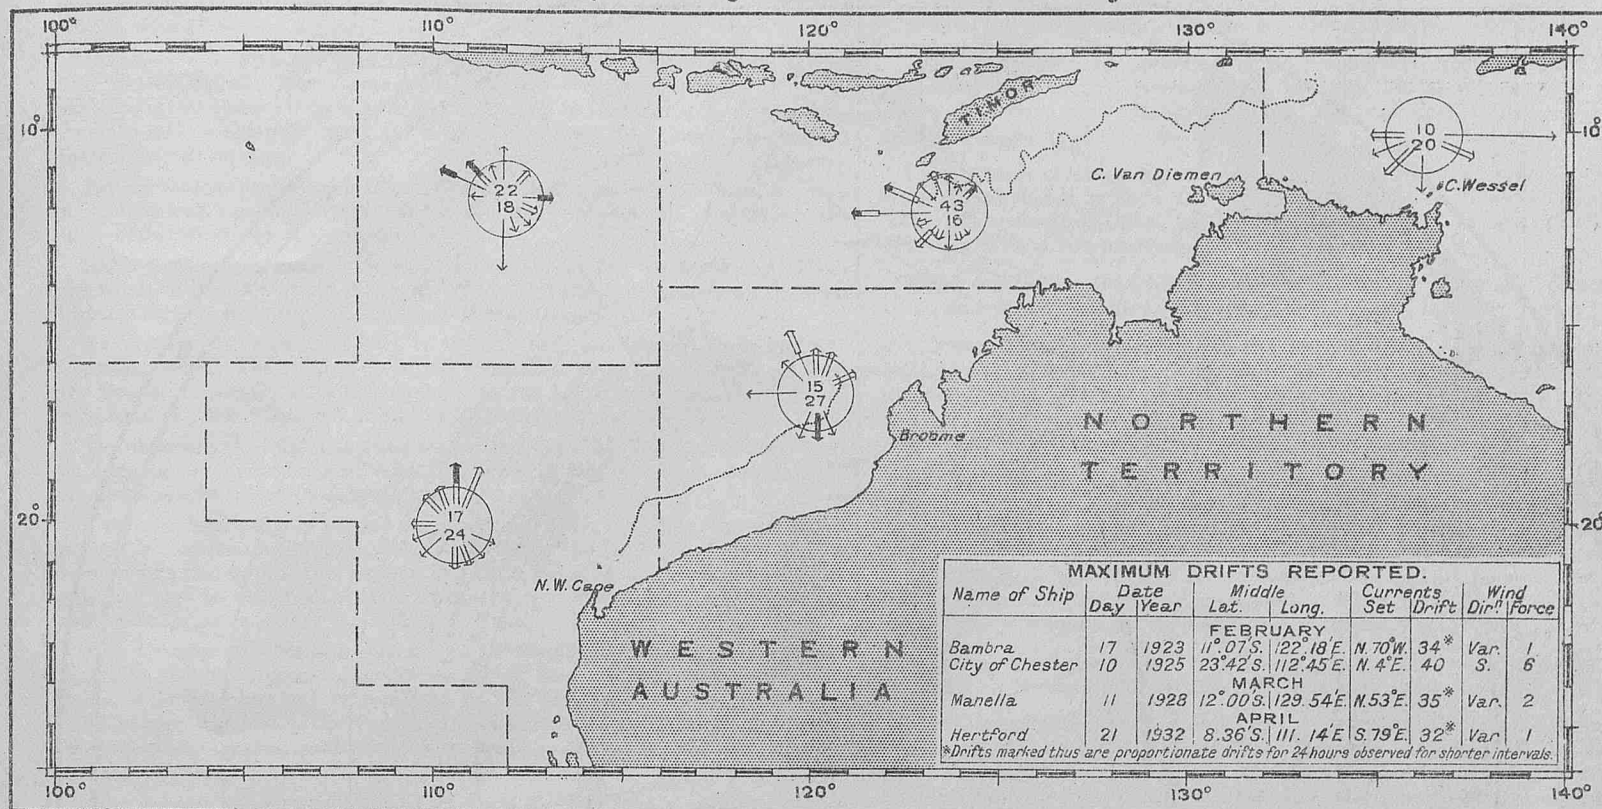 100° 110° 120° 130° 140°
10° 10°
TIMOR
C. Van Diemen
C. Wessel
10
20
22
18
43
16
15
27
Broome
NORTHERN
TERRITORY
17
24
20° 20°
N.W. Cape
WESTERN
AUSTRALIA
MAXIMUM DRIFTS REPORTED.
Name of Ship Date Middle Currents Wind
Day Year Lat. Long. Set Drift Dirⁿ Force
FEBRUARY
Bambra 17 1923 11°07'S. 122°18'E. N.70°W. 34* Var. 1
City of Chester 10 1925 23°42'S. 112°45'E. N.4°E. 40 S. 6
MARCH
Manella 11 1928 12°00'S. 129.54'E. N.53°E. 35* Var. 2
APRIL
Hertford 21 1932 8.36'S. 111.14'E S.79°E. 32* Var 1
*Drifts marked thus are proportionate drifts for 24 hours observed for shorter intervals.
100° 110° 120° 130° 140°